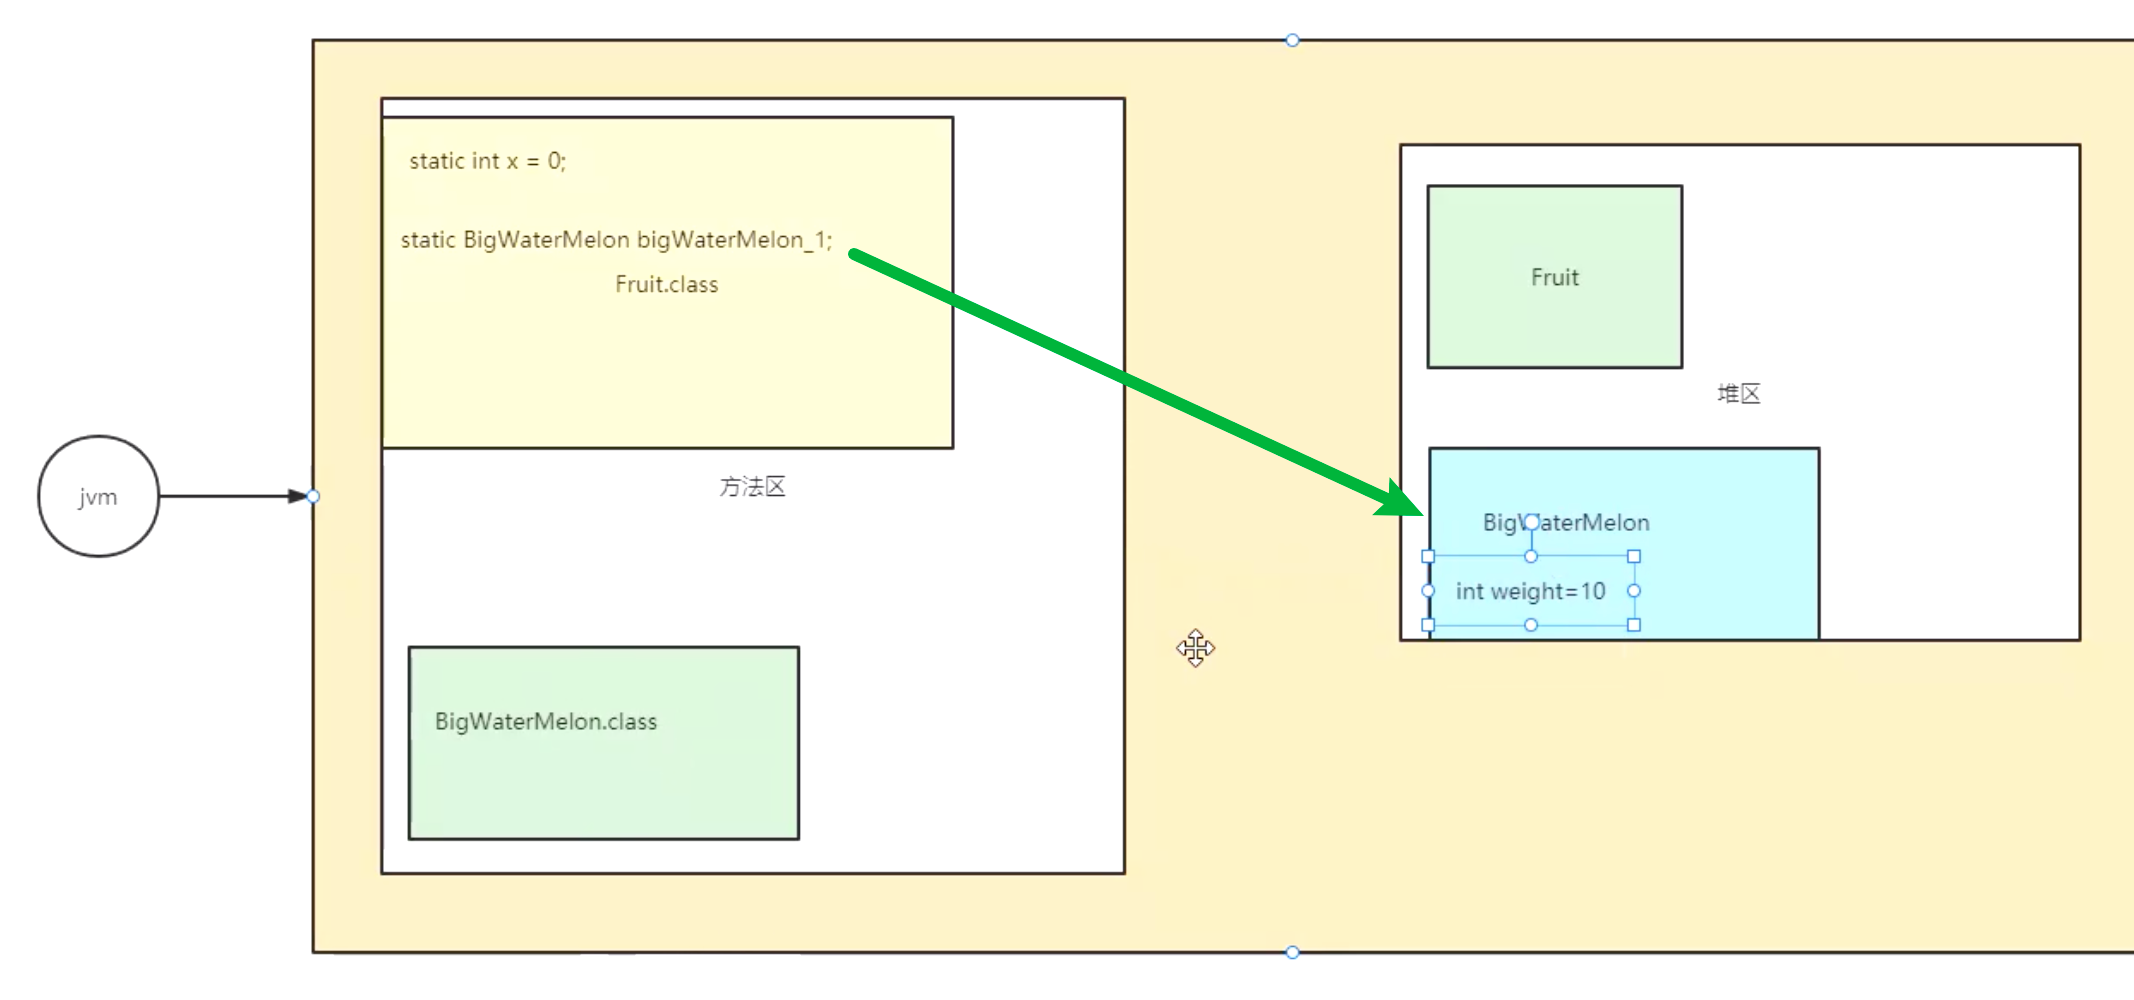 jvm
static int x = 0;
static BigWaterMelon bigWaterMelon_1;
Fruit.class
方法区
BigWaterMelon.class
Fruit
堆区
BigWaterMelon
int weight=10